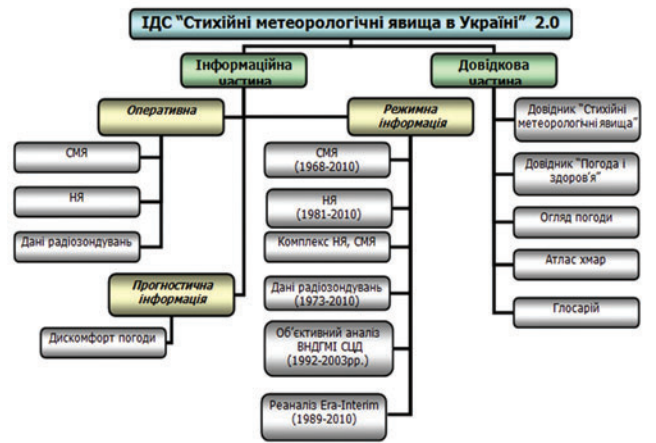 ІДС “Стихійні метеорологічні явища в Україні” 2.0
Інформаційна
частина
Довідкова
частина
Оперативна
СМЯ
НЯ
Дані радіозондувань
Прогностична
інформація
Дискомфорт погоди
Режимна
інформація
СМЯ
(1968-2010)
НЯ
(1981-2010)
Комплекс НЯ, СМЯ
Дані радіозондувань
(1973-2010)
Об’єктивний аналіз
ВНДГМІ СЦД
(1992-2003рр.)
Реаналіз Era-Interim
(1989-2010)
Довідник “Стихійні
метеорологічні явища”
Довідник “Погода і
здоров’я”
Огляд погоди
Атлас хмар
Глосарій